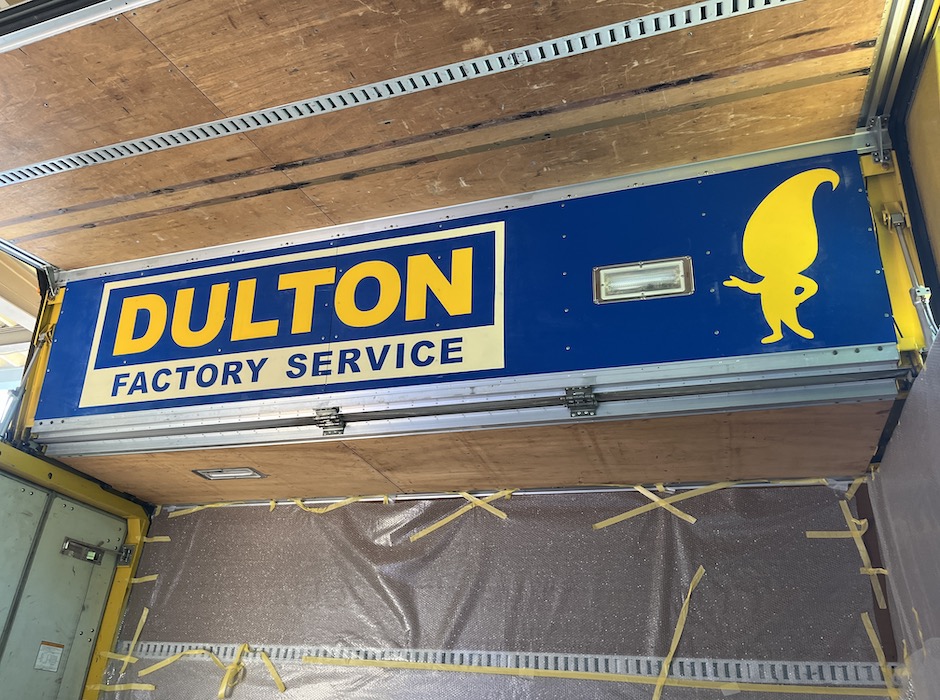 DULTON
FACTORY SERVICE